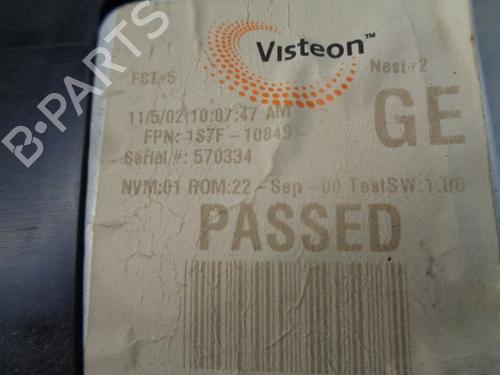 Visteon™
FCT#5 Nest#2
11/5/02 10:07:47 AM
FPN: 1S7F-10849- GE
Serial#: 570334
NVM:01 ROM:22-Sep-00 TestSW:1.00
PASSED
B-Parts